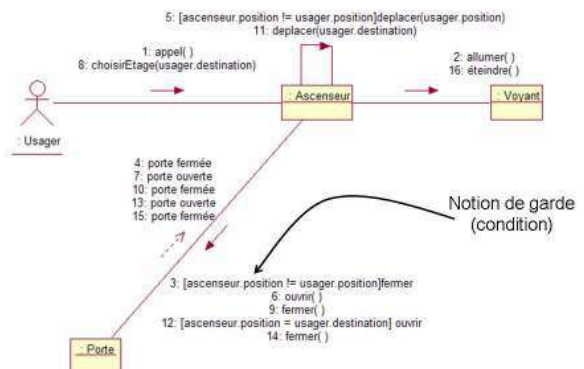 5: [ascenseur.position != usager.position]deplacer(usager.position)
11: deplacer(usager.destination)
1: appel( )
8: choisirEtage(usager.destination)
2: allumer( )
16: éteindre( )
: Ascenseur
: Voyant
: Usager
4: porte fermée
7: porte ouverte
10: porte fermée
13: porte ouverte
15: porte fermée
Notion de garde
(condition)
3: [ascenseur.position != usager.position]fermer
6: ouvrir( )
9: fermer( )
12: [ascenseur.position = usager.destination] ouvrir
14: fermer( )
: Porte